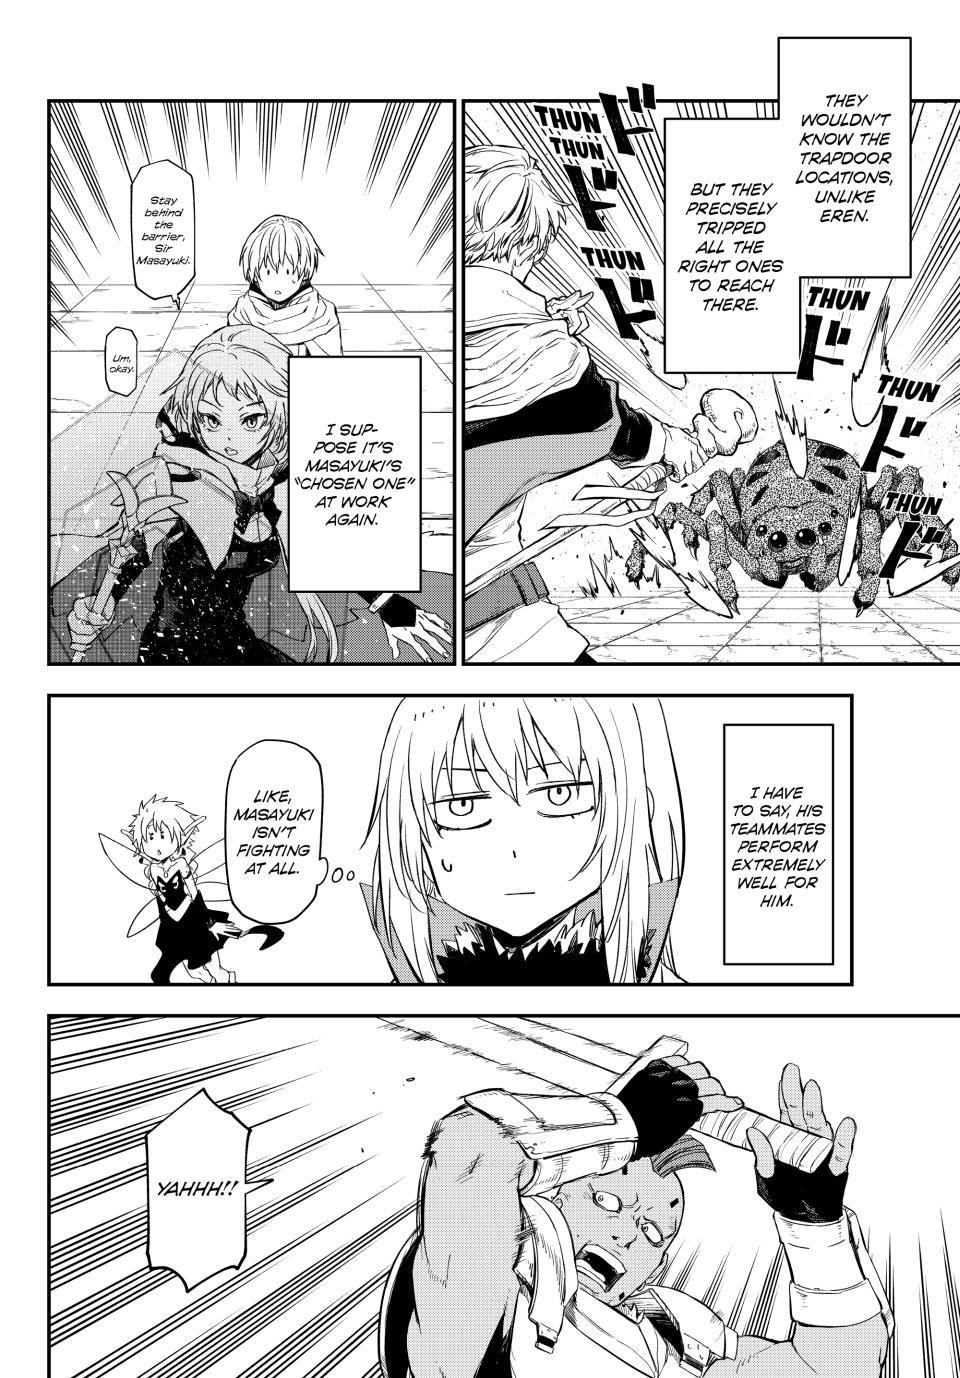 THEY
WOULDN'T
KNOW THE
TRAPDOOR
LOCATIONS,
UNLIKE
EREN.
BUT THEY
PRECISELY
TRIPPED
ALL THE
RIGHT ONES
TO REACH
THERE.
THUN
ド
THUN
ド
THUN
ド
THUN
ド
THUN
ド
THUN
ド
Stay
behind
the
barrier,
Sir
Masayuki.
Um,
okay.
I SUP-
POSE IT'S
MASAYUKI'S
"CHOSEN ONE"
AT WORK
AGAIN.
I HAVE
TO SAY, HIS
TEAMMATES
PERFORM
EXTREMELY
WELL FOR
HIM.
LIKE,
MASAYUKI
ISN'T
FIGHTING
AT ALL.
YAHHH!!